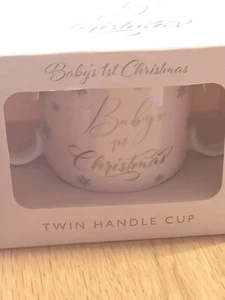 Baby's 1st Christmas
Baby's
1st
Christmas
TWIN HANDLE CUP